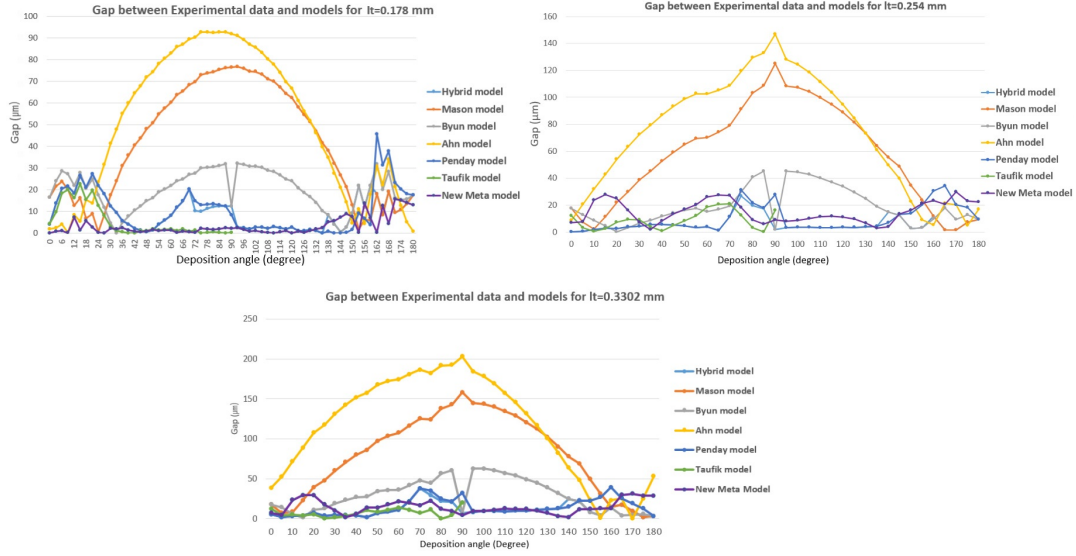 Gap between Experimental data and models for lt=0.178 mm
100
90
80
70
60
50
40
30
20
10
0
Gap (µm)
0 6 12 18 24 30 36 42 48 54 60 66 72 78 84 90 96 102 108 114 120 126 132 138 144 150 156 162 168 174 180
Deposition angle (degree)
Hybrid model
Mason model
Byun model
Ahn model
Penday model
Taufik model
New Meta model
Gap between Experimental data and models for lt=0.254 mm
160
140
120
100
80
60
40
20
0
Gap (µm)
0 10 20 30 40 50 60 70 80 90 100 110 120 130 140 150 160 170 180
Deposition angle (degree)
Hybrid model
Mason model
Byun model
Ahn model
Penday model
Taufik model
New Meta model
Gap between Experimental data and models for lt=0.3302 mm
250
200
150
100
50
0
Gap (µm)
0 10 20 30 40 50 60 70 80 90 100 110 120 130 140 150 160 170 180
Deposition angle (Degree)
Hybrid model
Mason model
Byun model
Ahn model
Penday model
Taufik model
New Meta Model